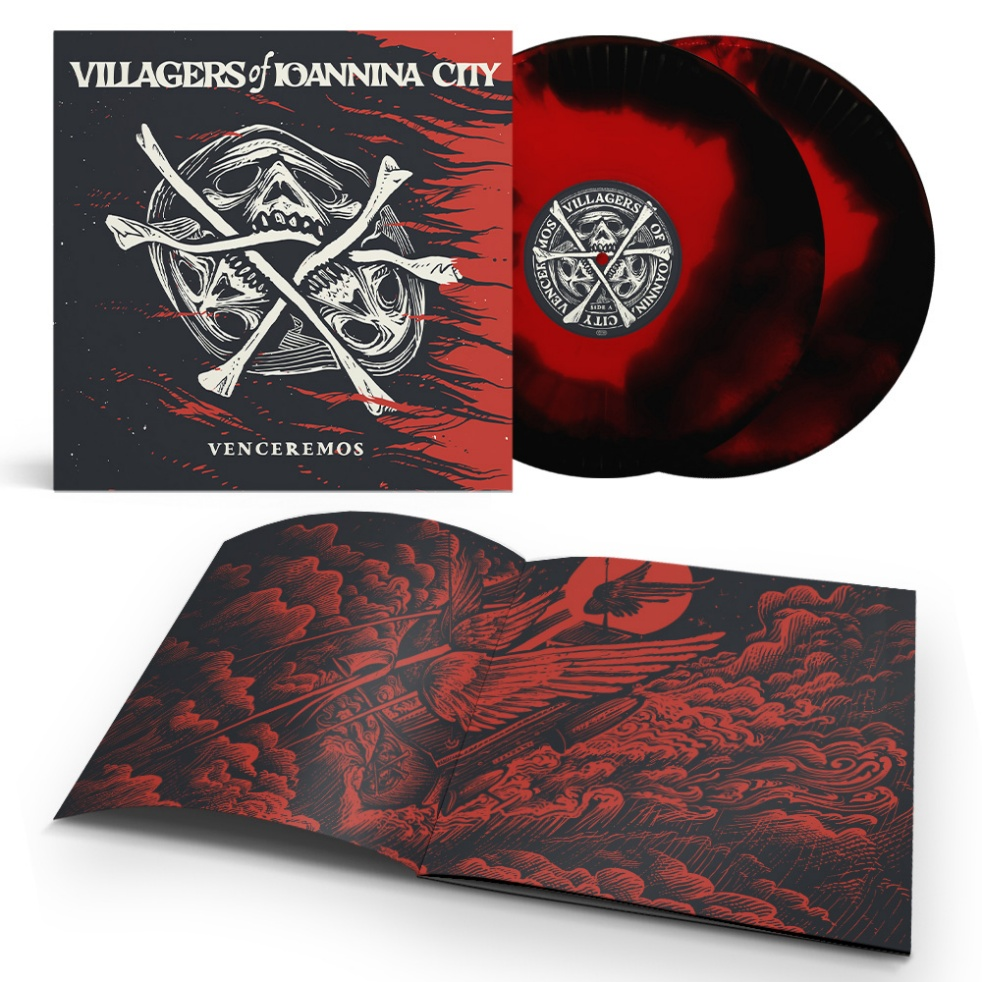 VILLAGERS of IOANNINA CITY
VENCEREMOS
VILLAGERS OF IOANNINA CITY
VENCEREMOS
SIDE A